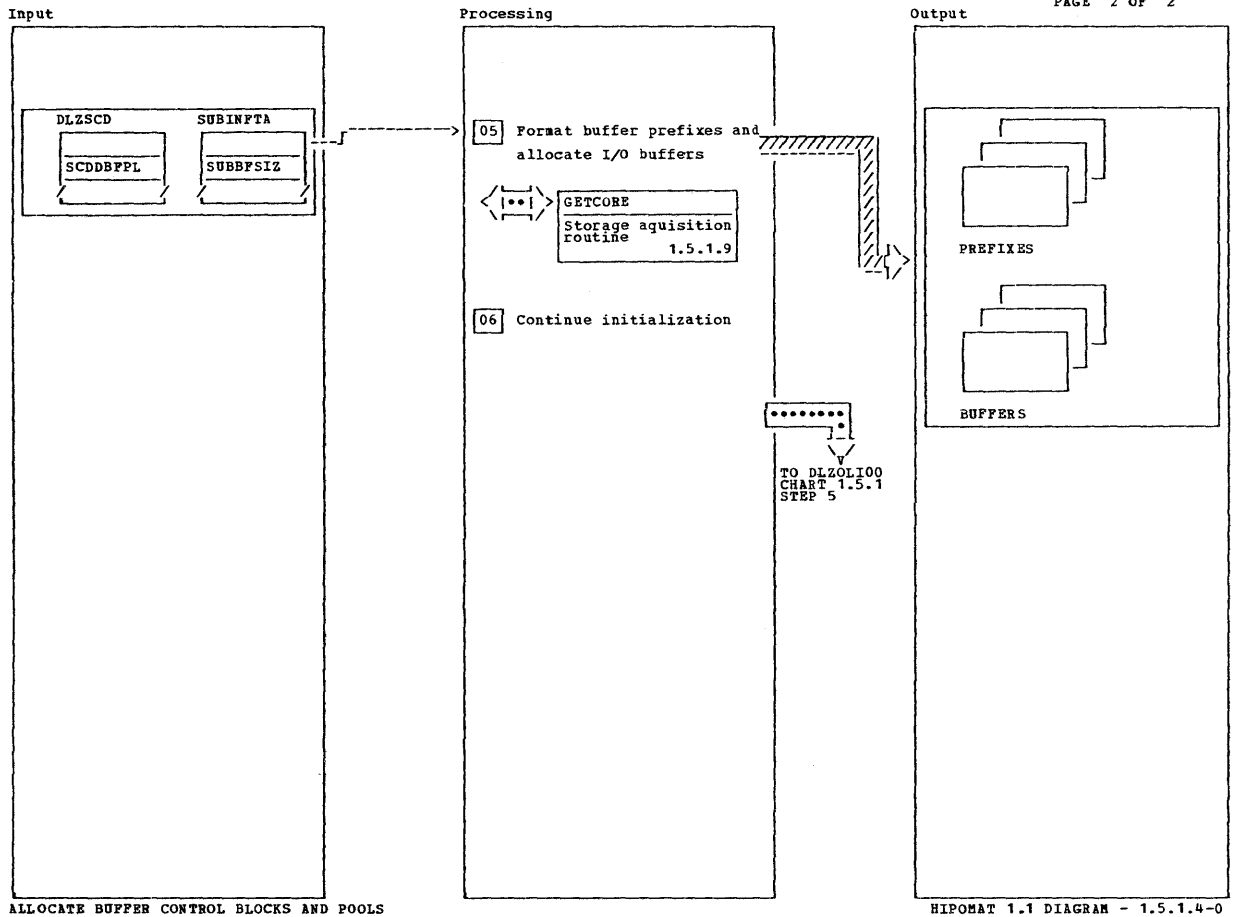 PAGE 2 OF 2
Input
Processing
Output
DLZSCD
SUBINFTA
SCDDBFPL
SUBBFSIZ
05 Format buffer prefixes and
allocate I/O buffers
GETCORE
Storage aquisition
routine
1.5.1.9
06 Continue initialization
PREFIXES
BUFFERS
TO DLZOLI00
CHART 1.5.1
STEP 5
ALLOCATE BUFFER CONTROL BLOCKS AND POOLS
HIPOMAT 1.1 DIAGRAM - 1.5.1.4-0